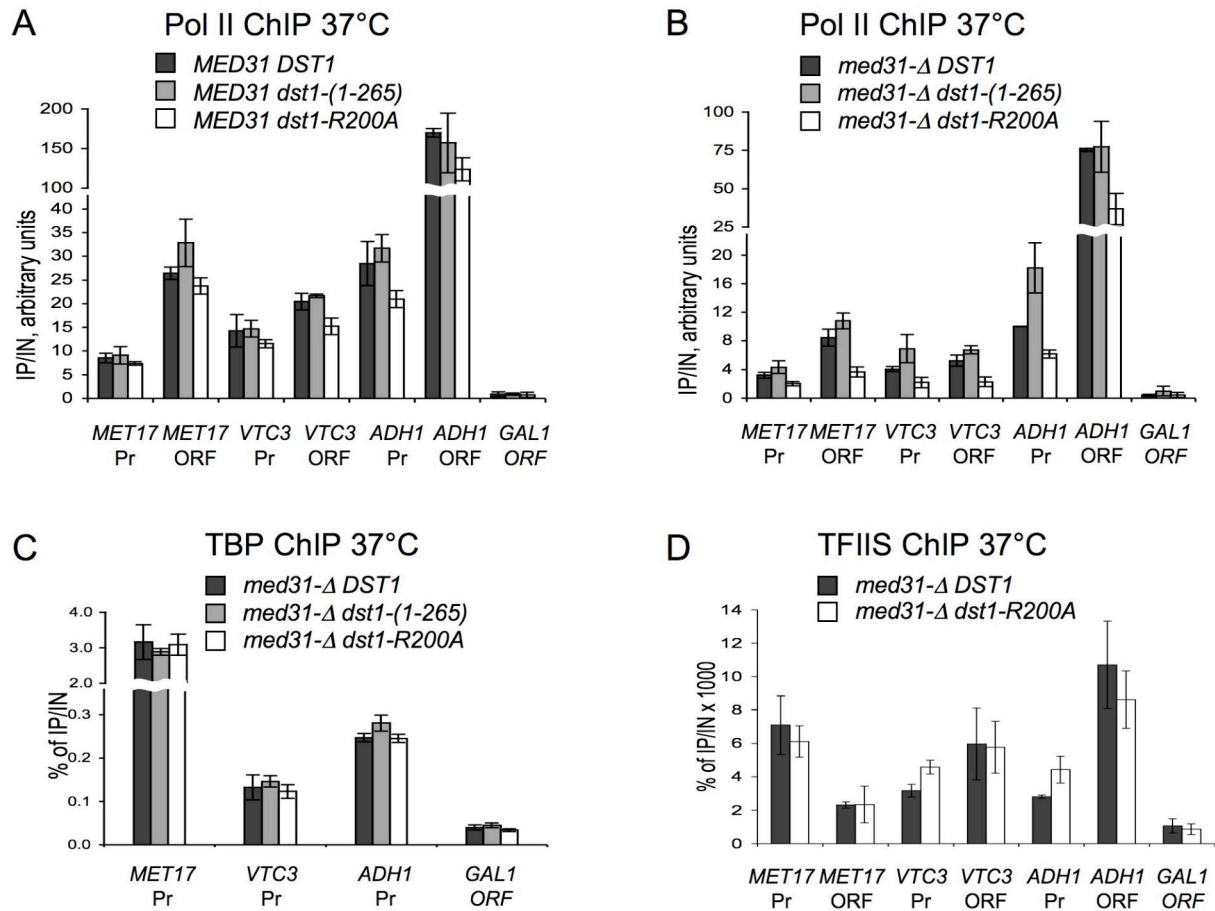 A
Pol II ChIP 37°C
MED31 DST1
MED31 dst1-(1-265)
MED31 dst1-R200A
IP/IN, arbitrary units
200
150
100
40
35
30
25
20
15
10
5
0
MET17 MET17 VTC3 VTC3 ADH1 ADH1 GAL1
Pr ORF Pr ORF Pr ORF ORF
B
Pol II ChIP 37°C
med31-Δ DST1
med31-Δ dst1-(1-265)
med31-Δ dst1-R200A
IP/IN, arbitrary units
100
75
50
25
20
16
12
8
4
0
MET17 MET17 VTC3 VTC3 ADH1 ADH1 GAL1
Pr ORF Pr ORF Pr ORF ORF
C
TBP ChIP 37°C
med31-Δ DST1
med31-Δ dst1-(1-265)
med31-Δ dst1-R200A
% of IP/IN
4.0
3.0
2.0
0.3
0.2
0.1
0.0
MET17 VTC3 ADH1 GAL1
Pr Pr Pr ORF
D
TFIIS ChIP 37°C
med31-Δ DST1
med31-Δ dst1-R200A
% of IP/IN x 1000
14
12
10
8
6
4
2
0
MET17 MET17 VTC3 VTC3 ADH1 ADH1 GAL1
Pr ORF Pr ORF Pr ORF ORF